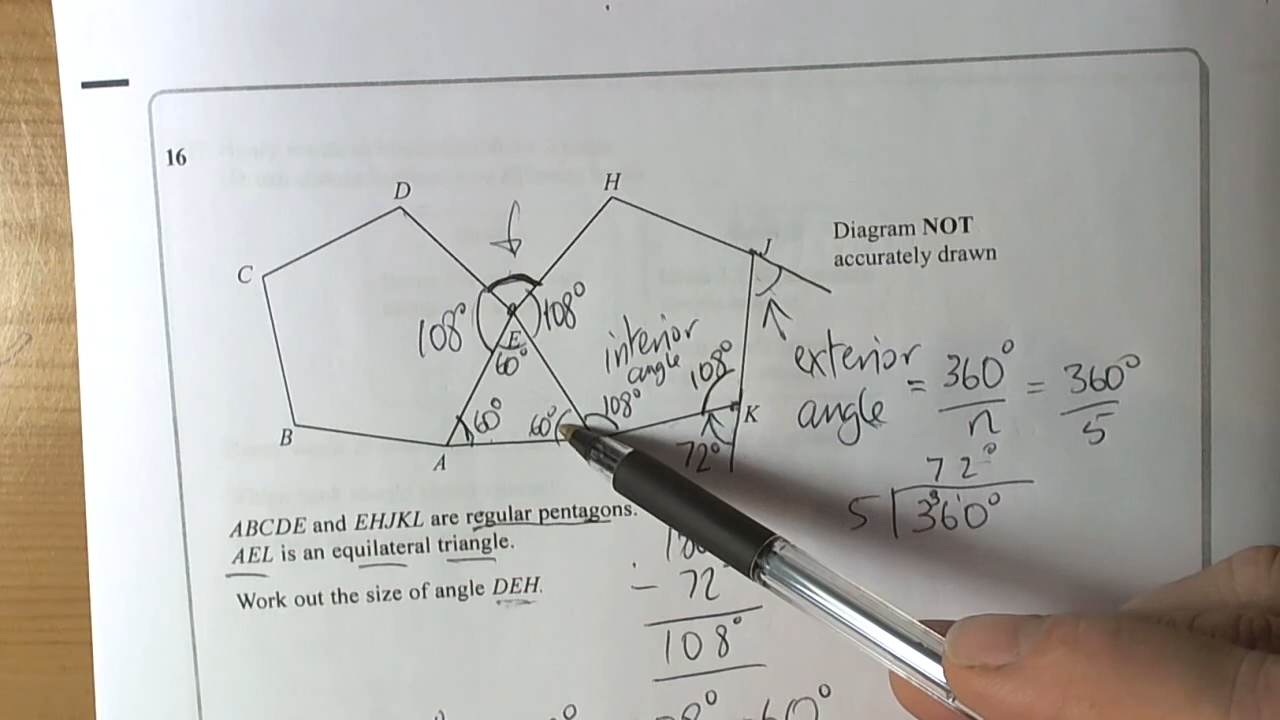 16
D
H
C
J
Diagram NOT
accurately drawn
108°
108°
E
60°
interior
angle
exterior
angle = 360° / n = 360° / 5
108°
60°
60°
108°
K
72°
B
A
72°
5 360°
ABCDE and EHJKL are regular pentagons.
AEL is an equilateral triangle.
Work out the size of angle DEH.
- 72
108°
60°